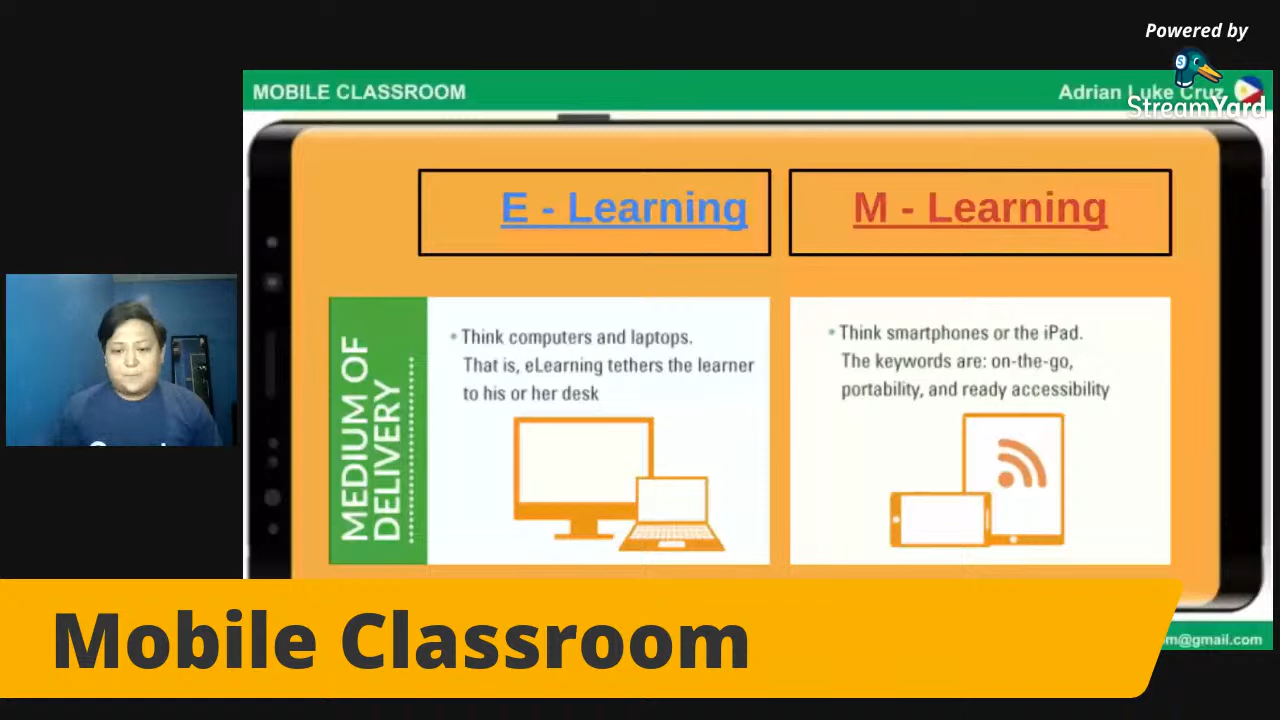 Powered by
StreamYard
MOBILE CLASSROOM
Adrian Luke Cruz
E - Learning
M - Learning
MEDIUM OF
DELIVERY
• Think computers and laptops.
That is, eLearning tethers the learner
to his or her desk
• Think smartphones or the iPad.
The keywords are: on-the-go,
portability, and ready accessibility
Mobile Classroom
@gmail.com